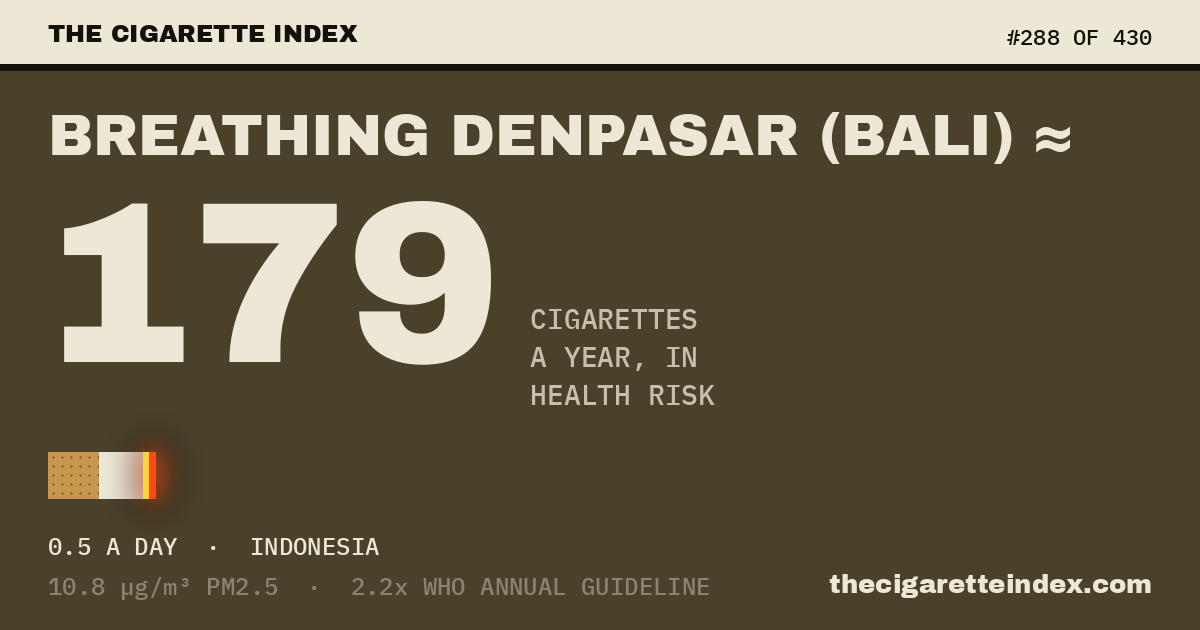 THE CIGARETTE INDEX
#288 OF 430
BREATHING DENPASAR (BALI) ≈
179
CIGARETTES
A YEAR, IN
HEALTH RISK
0.5 A DAY · INDONESIA
10.8 µg/m³ PM2.5 · 2.2x WHO ANNUAL GUIDELINE
thecigaretteindex.com